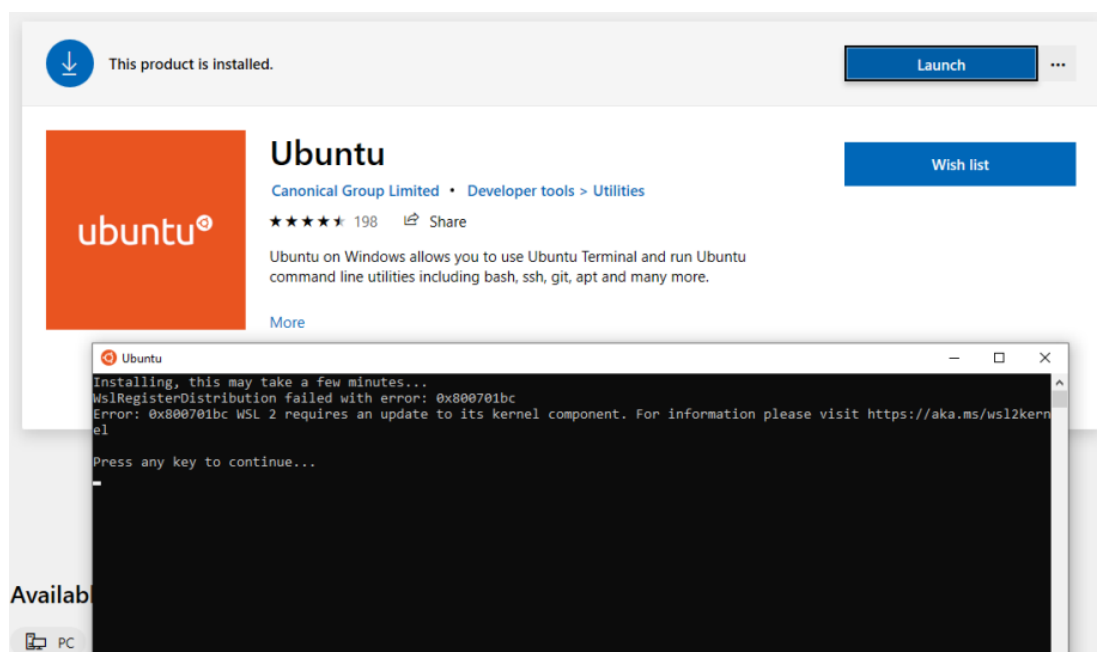 This product is installed.
Launch
...
Ubuntu
Canonical Group Limited • Developer tools > Utilities
198 Share
ubuntu
Ubuntu on Windows allows you to use Ubuntu Terminal and run Ubuntu
command line utilities including bash, ssh, git, apt and many more.
More
Wish list
Ubuntu
Installing, this may take a few minutes...
WslRegisterDistribution failed with error: 0x800701bc
Error: 0x800701bc WSL 2 requires an update to its kernel component. For information please visit https://aka.ms/wsl2kern
el
Press any key to continue...
Availabl
PC